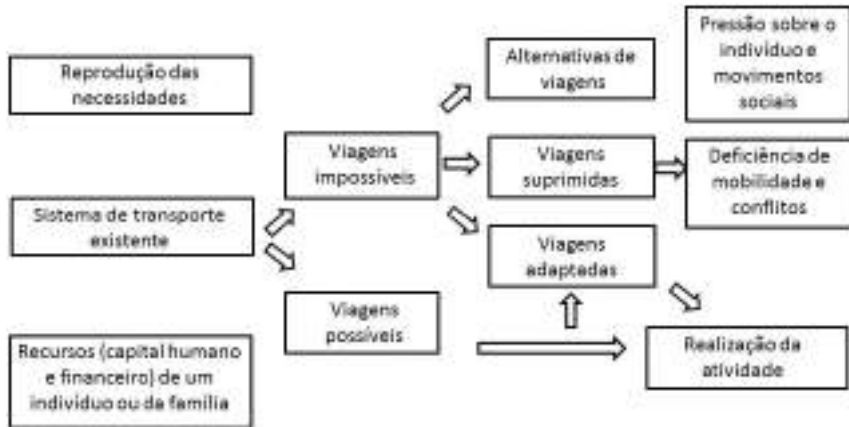 Reprodução das
necessidades
Sistema de transporte
existente
Recursos (capital humano
e financeiro) de um
indivíduo ou da família
Viagens
impossíveis
Viagens
possíveis
Alternativas de
viagens
Viagens
suprimidas
Viagens
adaptadas
Pressão sobre o
indivíduo e
movimentos
sociais
Deficiência de
mobilidade e
conflitos
Realização da
atividade